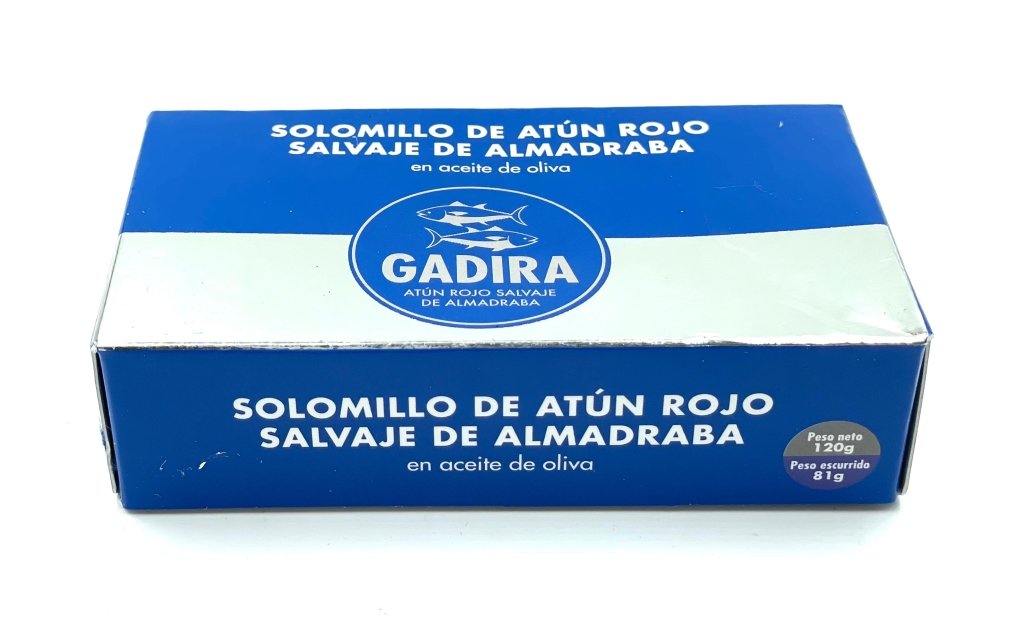 SOLOMILLO DE ATÚN ROJO
SALVAJE DE ALMADRABA
en aceite de oliva
GADIRA
ATÚN ROJO SALVAJE
DE ALMADRABA
SOLOMILLO DE ATÚN ROJO
SALVAJE DE ALMADRABA
en aceite de oliva
Peso neto
120g
Peso escurrido
81g